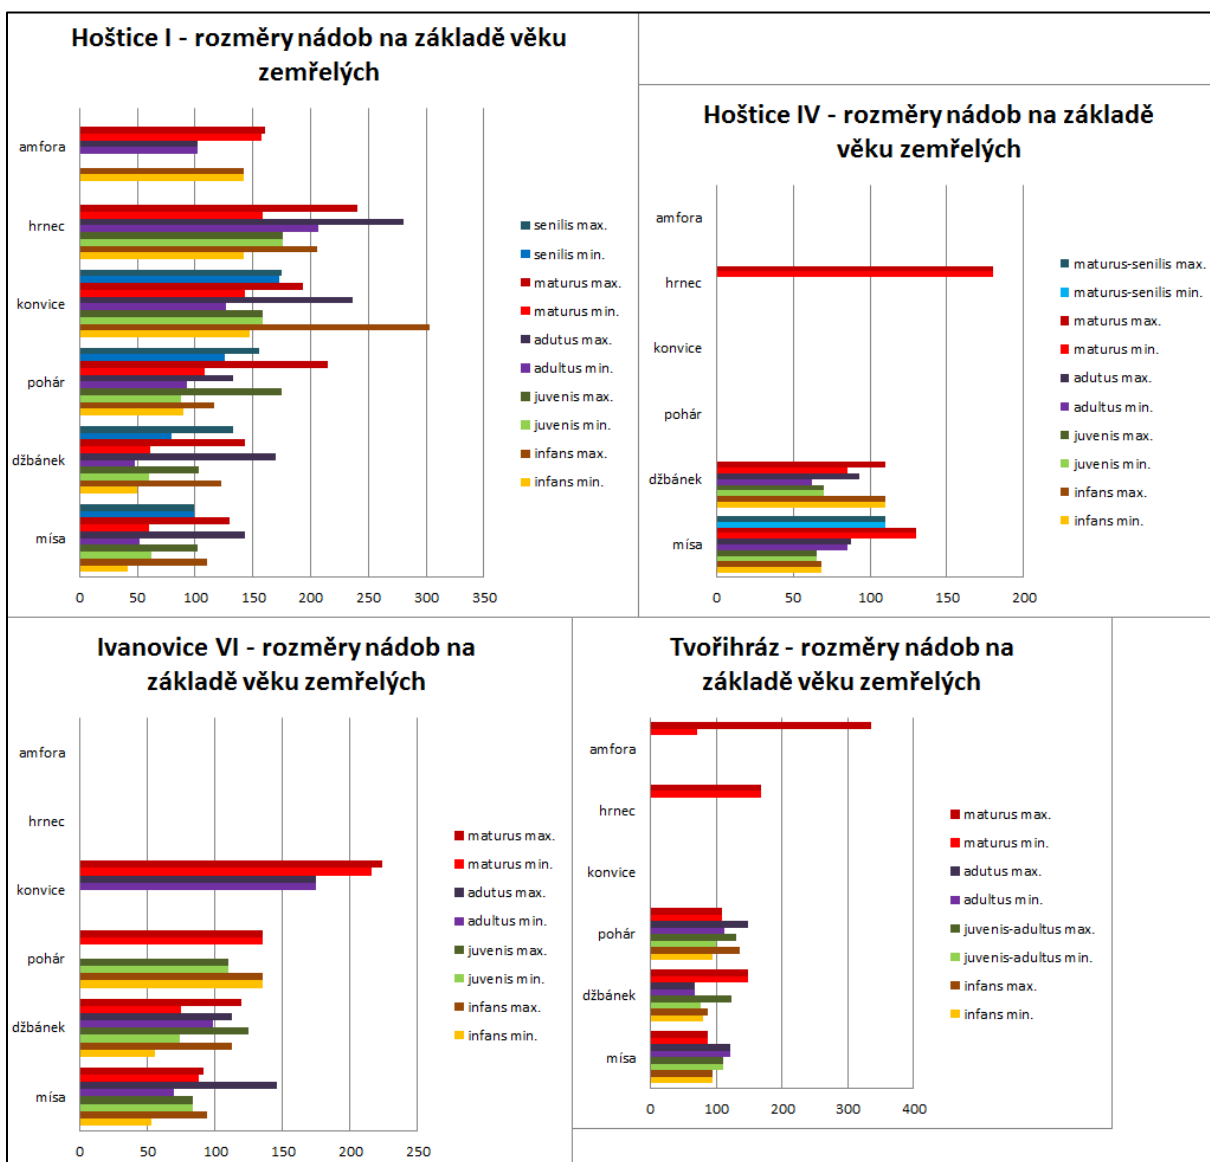 Hoštice I - rozměry nádob na základě věku
zemřelých
amfora
hrnec
konvice
pohár
džbánek
mísa
0 50 100 150 200 250 300 350
senilis max.
senilis min.
maturus max.
maturus min.
adutus max.
adultus min.
juvenis max.
juvenis min.
infans max.
infans min.
Hoštice IV - rozměry nádob na základě
věku zemřelých
amfora
hrnec
konvice
pohár
džbánek
mísa
0 50 100 150 200
maturus-senilis max.
maturus-senilis min.
maturus max.
maturus min.
adutus max.
adultus min.
juvenis max.
juvenis min.
infans max.
infans min.
Ivanovice VI - rozměry nádob na
základě věku zemřelých
amfora
hrnec
konvice
pohár
džbánek
mísa
0 50 100 150 200 250
maturus max.
maturus min.
adutus max.
adultus min.
juvenis max.
juvenis min.
infans max.
infans min.
Tvořihráz - rozměry nádob na
základě věku zemřelých
amfora
hrnec
konvice
pohár
džbánek
mísa
0 100 200 300 400
maturus max.
maturus min.
adutus max.
adultus min.
juvenis-adultus max.
juvenis-adultus min.
infans max.
infans min.